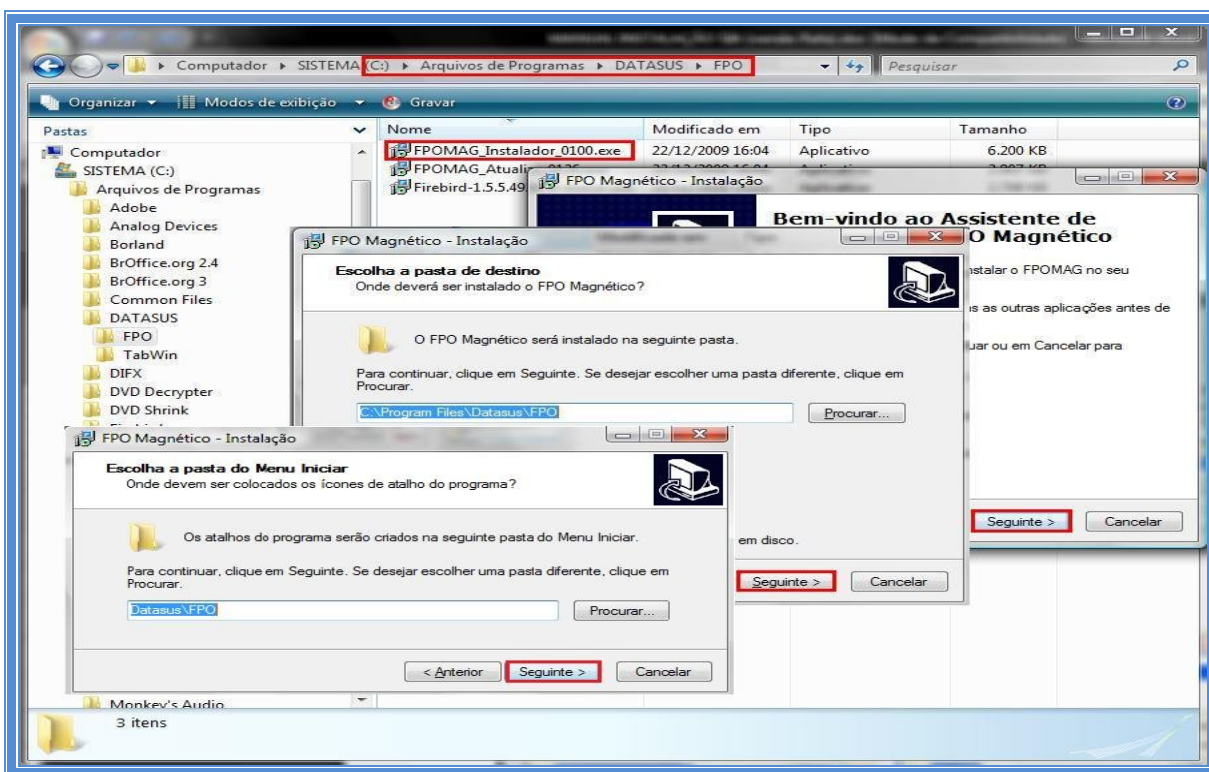 Computador ▸ SISTEMA (C:) ▸ Arquivos de Programas ▸ DATASUS ▸ FPO
Pesquisar
Organizar Modos de exibição Gravar
Pastas
Nome Modificado em Tipo Tamanho
Computador
SISTEMA (C:)
Arquivos de Programas
Adobe
Analog Devices
Borland
BrOffice.org 2.4
BrOffice.org 3
Common Files
DATASUS
FPO
TabWin
DIFX
DVD Decrypter
DVD Shrink
Monkey's Audio
3 itens
FPOMAG_Instalador_0100.exe 22/12/2009 16:04 Aplicativo 6.200 KB
FPOMAG_Atualiz
Firebird-1.5.5.49
FPO Magnético - Instalação
Bem-vindo ao Assistente de
O Magnético
nstalar o FPOMAG no seu
s as outras aplicações antes de
uar ou em Cancelar para
Seguinte > Cancelar
FPO Magnético - Instalação
Escolha a pasta de destino
Onde deverá ser instalado o FPO Magnético?
O FPO Magnético será instalado na seguinte pasta.
Para continuar, clique em Seguinte. Se desejar escolher uma pasta diferente, clique em
Procurar.
C:\Program Files\Datasus\FPO Procurar...
em disco.
Seguinte > Cancelar
FPO Magnético - Instalação
Escolha a pasta do Menu Iniciar
Onde devem ser colocados os ícones de atalho do programa?
Os atalhos do programa serão criados na seguinte pasta do Menu Iniciar.
Para continuar, clique em Seguinte. Se desejar escolher uma pasta diferente, clique em
Procurar.
Datasus\FPO Procurar...
< Anterior Seguinte > Cancelar